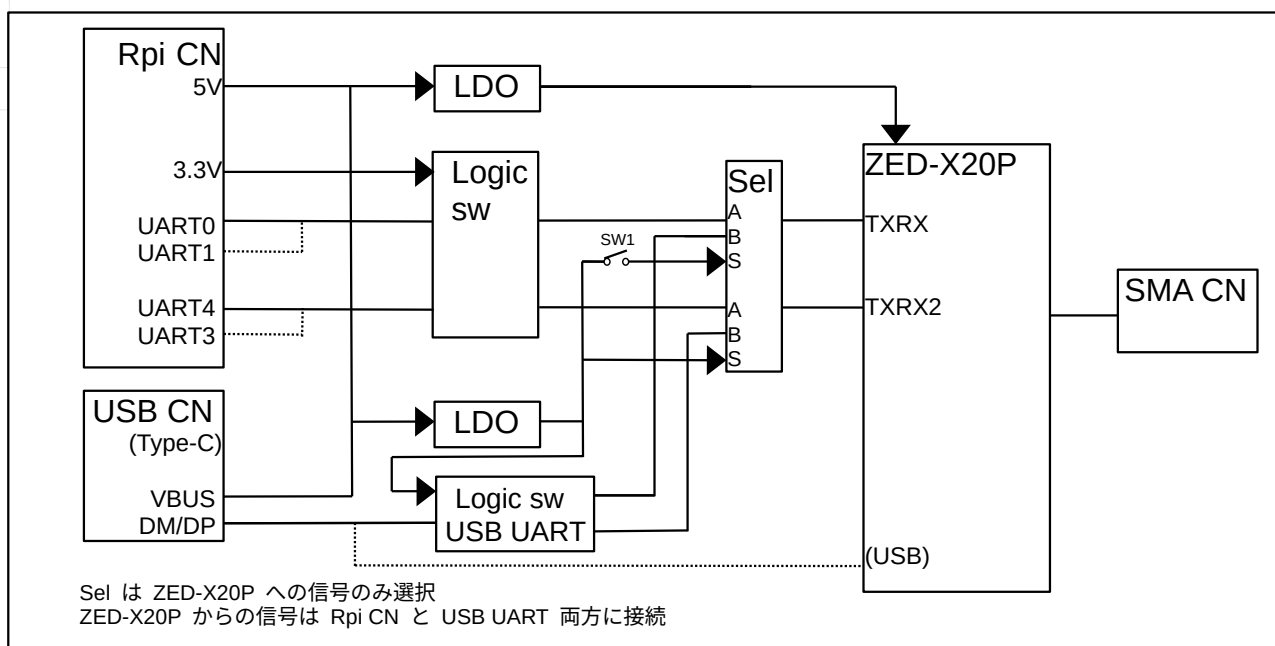 Rpi CN
5V
3.3V
UART0
UART1
UART4
UART3
USB CN
(Type-C)
VBUS
DM/DP
LDO
Logic
sw
LDO
Logic sw
USB UART
SW1
Sel
A
B
S
A
B
S
ZED-X20P
TXRX
TXRX2
(USB)
SMA CN
Sel は ZED-X20P への信号のみ選択
ZED-X20P からの信号は Rpi CN と USB UART 両方に接続